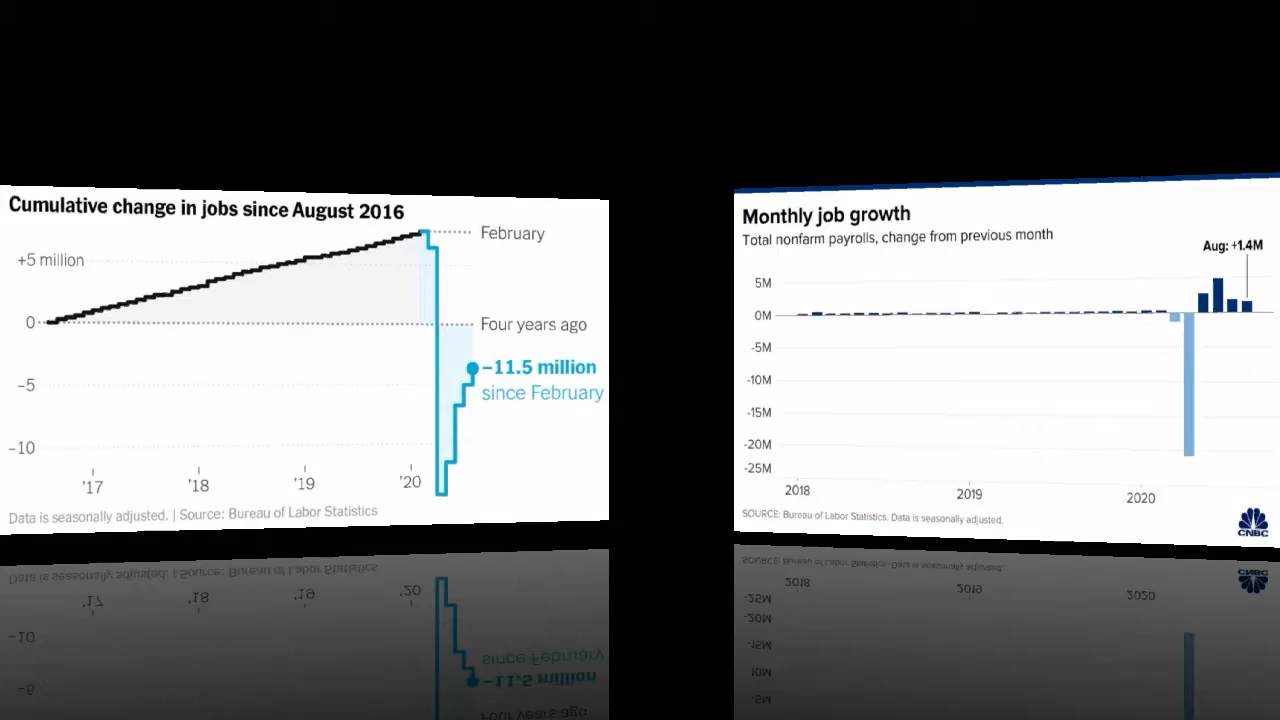 Cumulative change in jobs since August 2016
February
+5 million
0
Four years ago
−11.5 million
−5
since February
−10
'17 '18 '19 '20
Data is seasonally adjusted. | Source: Bureau of Labor Statistics
Monthly job growth
Total nonfarm payrolls, change from previous month
Aug: +1.4M
5M
0M
-5M
-10M
-15M
-20M
-25M
2018 2019 2020
SOURCE: Bureau of Labor Statistics. Data is seasonally adjusted.
CNBC